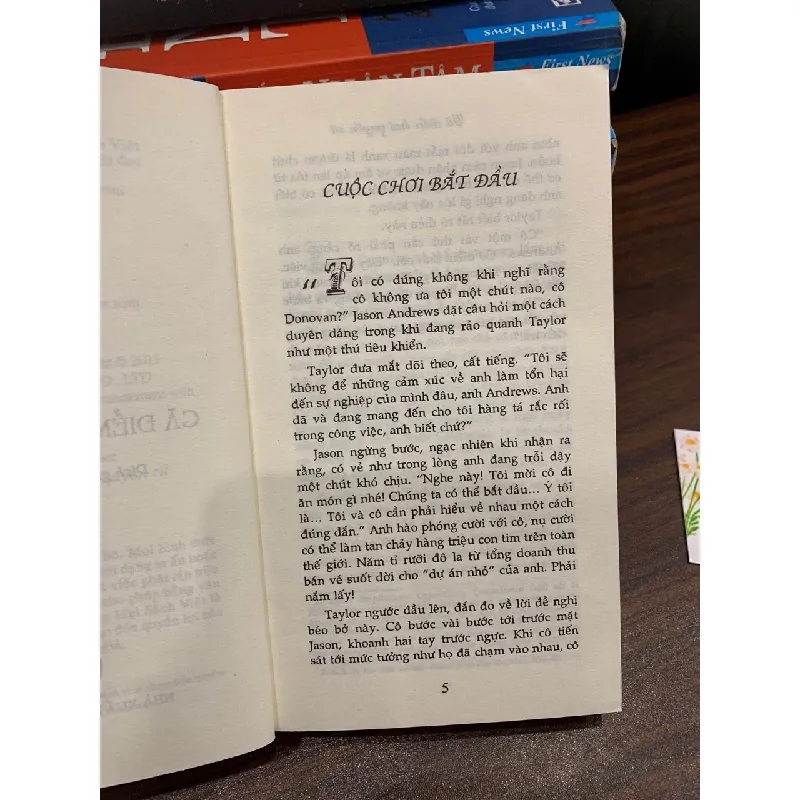 First News
First News
NHÂN TÂM
CUỘC CHƠI BẮT ĐẦU
“Tôi có đúng không khi nghĩ rằng
cô không ưa tôi một chút nào, cô
Donovan?” Jason Andrews đặt câu hỏi một cách
duyên dáng trong khi đang rảo quanh Taylor
như một thú tiêu khiển.
Taylor đưa mắt dõi theo, cất tiếng. “Tôi sẽ
không để những cảm xúc về anh làm tổn hại
đến sự nghiệp của mình đâu, anh Andrews. Anh
đã và đang mang đến cho tôi hàng tá rắc rối
trong công việc, anh biết chứ?”
Jason ngừng bước, ngạc nhiên khi nhận ra
rằng, có vẻ như trong lòng anh đang trỗi dậy
một chút khó chịu. “Nghe này! Tôi mời cô đi
ăn món gì nhé! Chúng ta có thể bắt đầu... Ý tôi
là... Tôi và cô cần phải hiểu về nhau một cách
đúng đắn.” Anh hào phóng cười với cô, nụ cười
có thể làm tan chảy hàng triệu con tim trên toàn
thế giới. Năm tỉ rưỡi đô la từ tổng doanh thu
bán vé suốt đời cho “dự án nhỏ” của anh. Phải
nắm lấy!
Taylor ngước đầu lên, đắn đo về lời đề nghị
béo bở này. Cô bước vài bước tới trước mặt
Jason, khoanh hai tay trước ngực. Khi cô tiến
sát tới mức tưởng như họ đã chạm vào nhau, cô
5